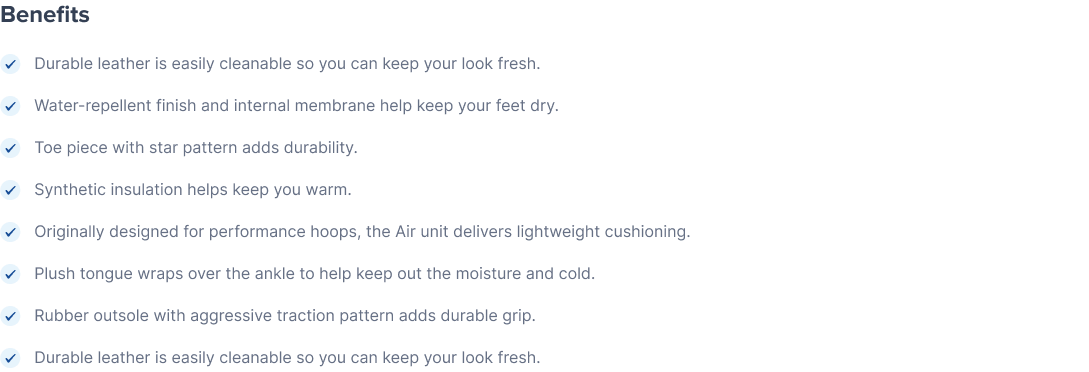 Benefits
Durable leather is easily cleanable so you can keep your look fresh.
Water-repellent finish and internal membrane help keep your feet dry.
Toe piece with star pattern adds durability.
Synthetic insulation helps keep you warm.
Originally designed for performance hoops, the Air unit delivers lightweight cushioning.
Plush tongue wraps over the ankle to help keep out the moisture and cold.
Rubber outsole with aggressive traction pattern adds durable grip.
Durable leather is easily cleanable so you can keep your look fresh.